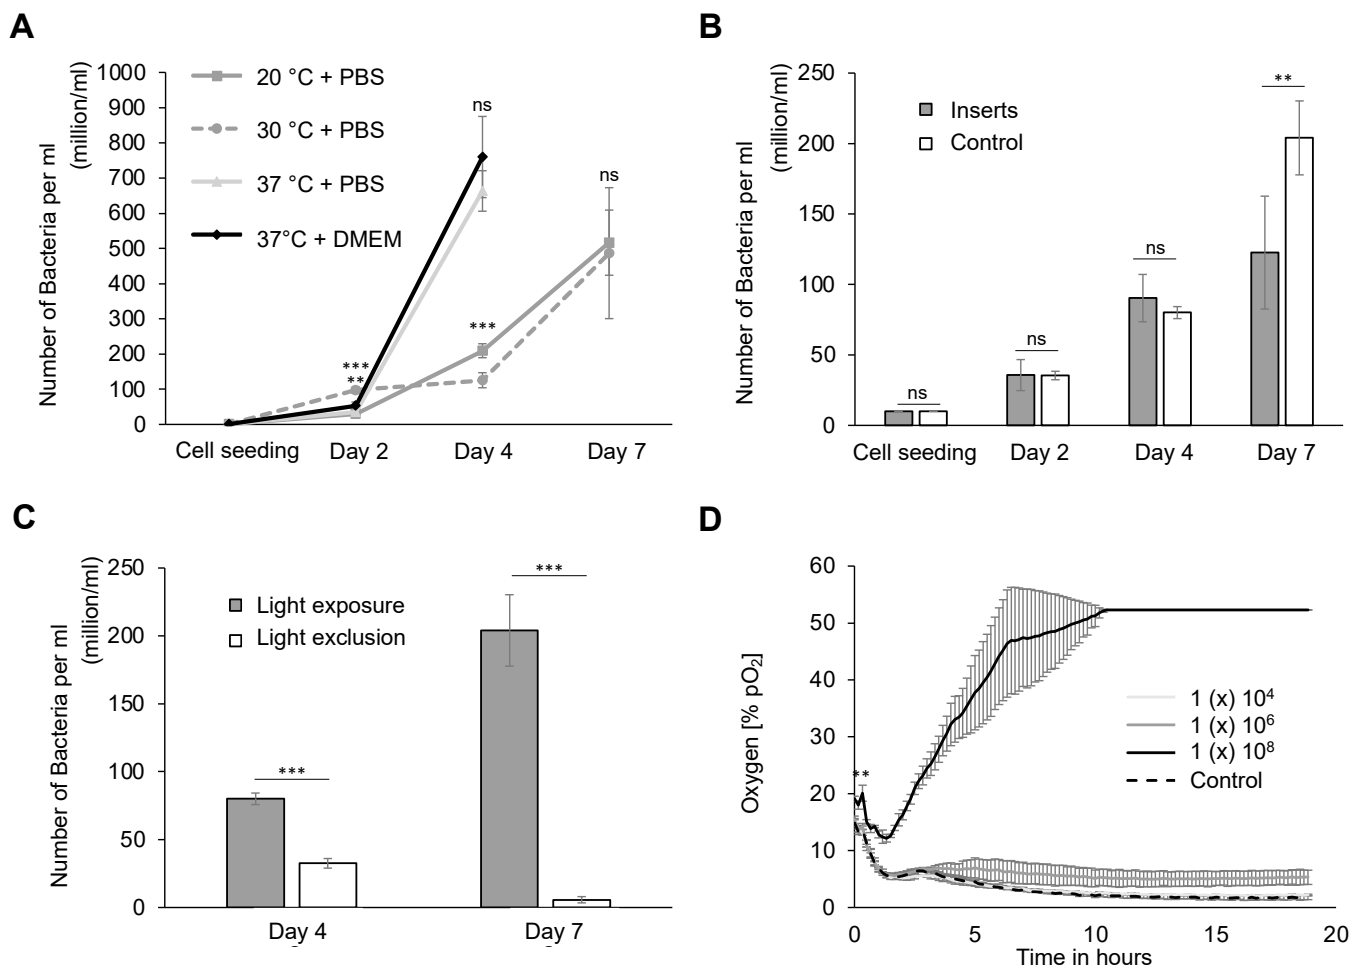 A
Number of Bacteria per ml
(million/ml)
1000
900
800
700
600
500
400
300
200
100
0
20 °C + PBS
30 °C + PBS
37 °C + PBS
37°C + DMEM
ns
ns
***
***
**
Cell seeding
Day 2
Day 4
Day 7
B
Number of Bacteria per ml
(million/ml)
250
200
150
100
50
0
Inserts
Control
ns
ns
ns
**
Cell seeding
Day 2
Day 4
Day 7
C
Number of Bacteria per ml
(million/ml)
250
200
150
100
50
0
Light exposure
Light exclusion
***
***
Day 4
Day 7
D
Oxygen [% pO₂]
60
50
40
30
20
10
0
**
1 (x) 10⁴
1 (x) 10⁶
1 (x) 10⁸
Control
0
5
10
15
20
Time in hours